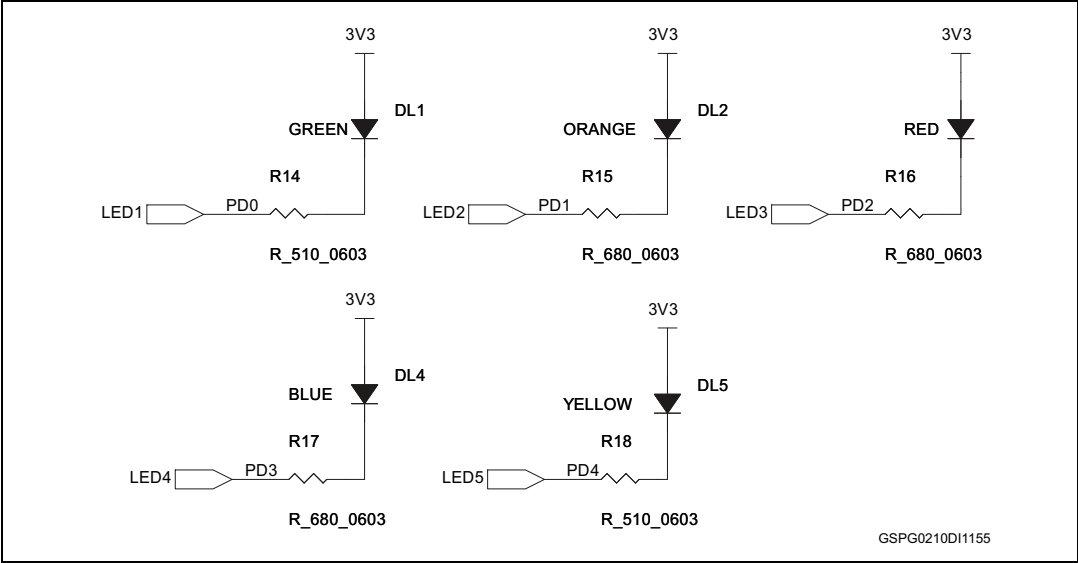 3V3
3V3
3V3
DL1
DL2
GREEN
ORANGE
RED
R14
R15
R16
LED1
PD0
LED2
PD1
LED3
PD2
R_510_0603
R_680_0603
R_680_0603
3V3
3V3
DL4
DL5
BLUE
YELLOW
R17
R18
LED4
PD3
LED5
PD4
R_680_0603
R_510_0603
GSPG0210DI1155